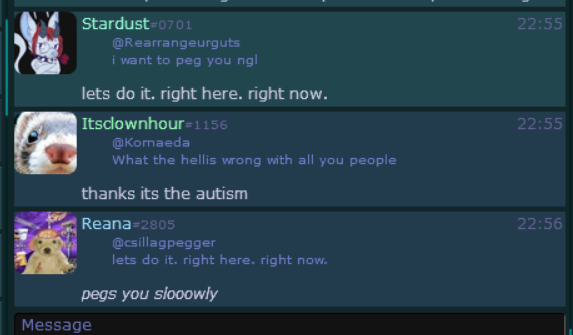 Stardust#0701 22:55
@Rearrangeurguts
i want to peg you ngl
lets do it. right here. right now.
Itsclownhour#1156 22:55
@Komaeda
What the hellis wrong with all you people
thanks its the autism
Reana#2805 22:56
@csillagpegger
lets do it. right here. right now.
pegs you slooowly
Message